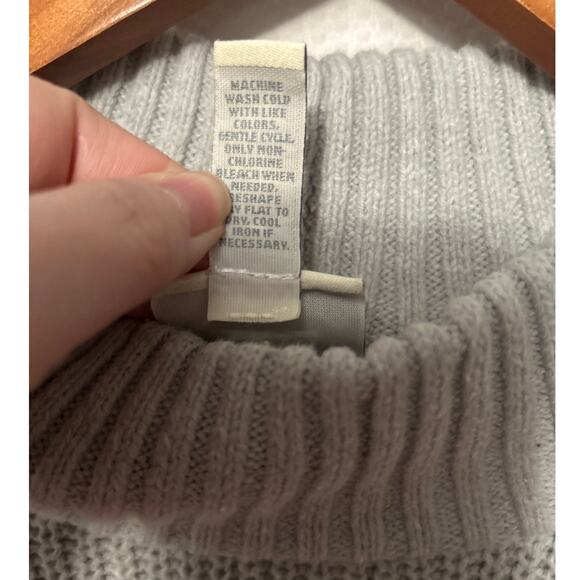 MACHINE
WASH COLD
WITH LIKE
COLORS,
GENTLE CYCLE,
ONLY NON-
CHLORINE
BLEACH WHEN
NEEDED,
RESHAPE
AY FLAT TO
DRY, COOL
IRON IF
NECESSARY.